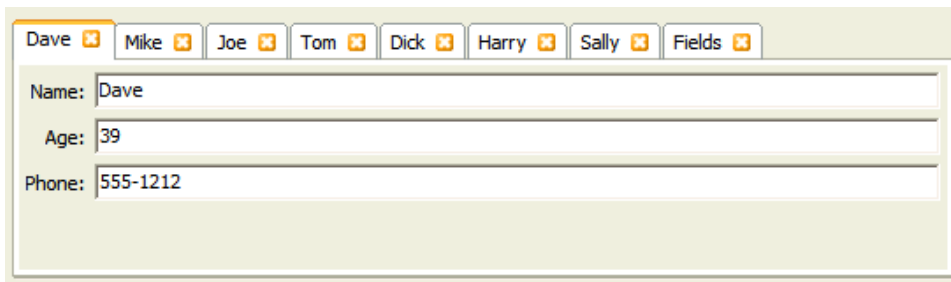 Dave Mike Joe Tom Dick Harry Sally Fields
Name: Dave
Age: 39
Phone: 555-1212